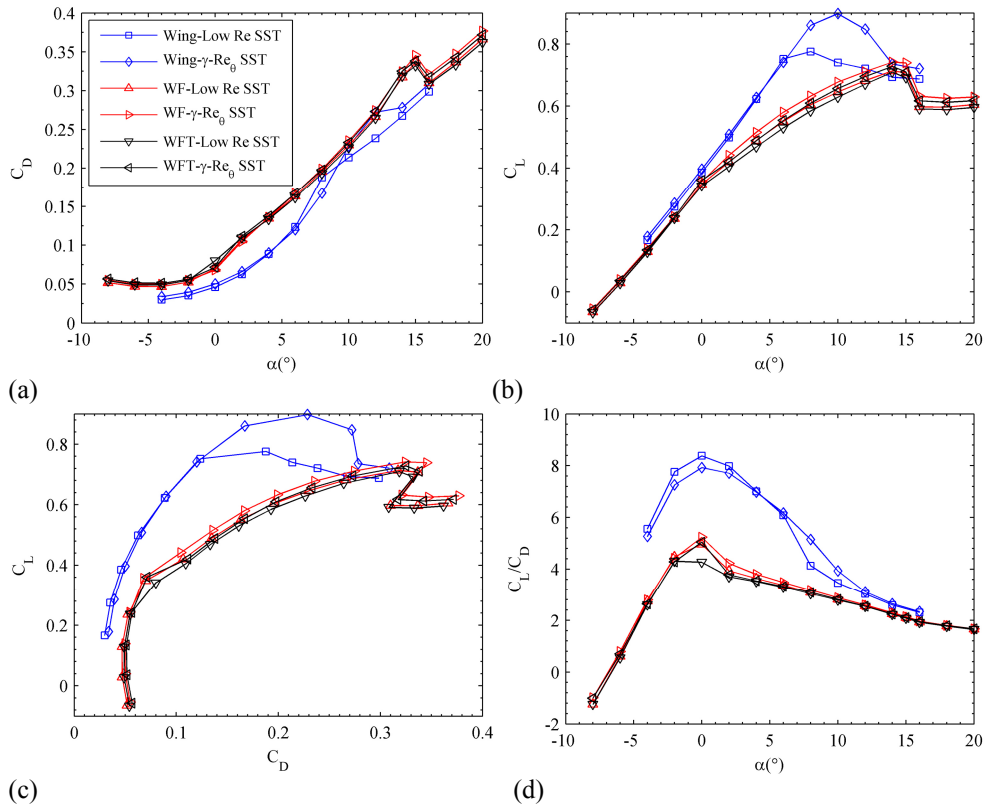 0.4
0.35
0.3
0.25
0.2
0.15
0.1
0.05
0
C_D
-10 -5 0 5 10 15 20
α(°)
Wing-Low Re SST
Wing-γ-Re_θ SST
WF-Low Re SST
WF-γ-Re_θ SST
WFT-Low Re SST
WFT-γ-Re_θ SST
(a)
0.8
0.6
0.4
0.2
0
C_L
-10 -5 0 5 10 15 20
α(°)
(b)
0.8
0.6
0.4
0.2
0
C_L
0 0.1 0.2 0.3 0.4
C_D
(c)
10
8
6
4
2
0
-2
C_L/C_D
-10 -5 0 5 10 15 20
α(°)
(d)